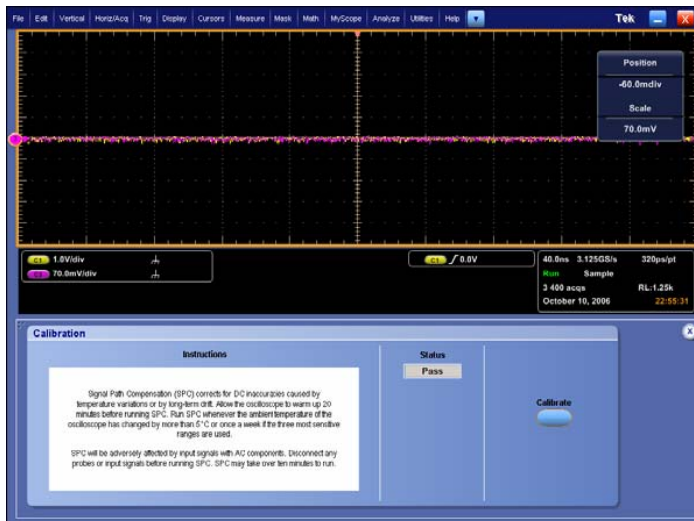 File Edit Vertical Horiz/Acq Trig Display Cursors Measure Mask Math MyScope Analyze Utilities Help Tek X
Position
-60.0mdiv
Scale
70.0mV
C1 1.0V/div
70.0mV/div
C1 0.0V
40.0ns 3.125GS/s 320ps/pt
Run Sample
3 400 acqs RL:1.25k
October 10, 2006 22:55:31
Calibration
X
Instructions
Signal Path Compensation (SPC) corrects for DC inaccuracies caused by
temperature variations or by long-term drift. Allow the oscilloscope to warm up 20
minutes before running SPC. Run SPC whenever the ambient temperature of the
oscilloscope has changed by more than 5°C or once a week if the three most sensitive
ranges are used.
SPC will be adversely affected by input signals with AC components. Disconnect any
probes or input signals before running SPC. SPC may take over ten minutes to run.
Status
Pass
Calibrate